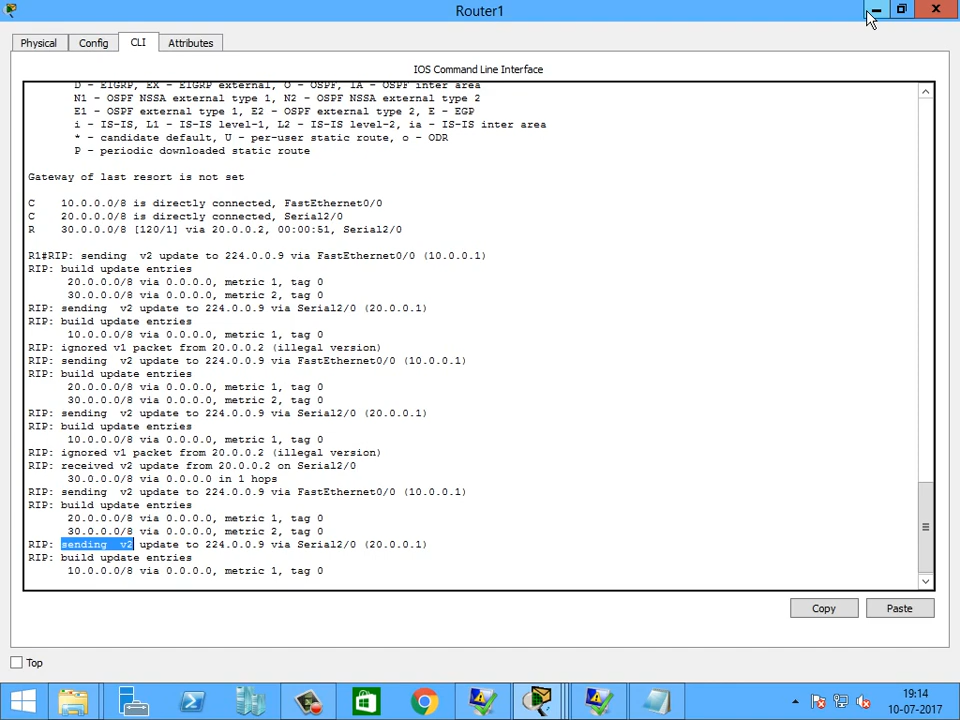 Router1
Physical Config CLI Attributes
IOS Command Line Interface
D - EIGRP, EX - EIGRP external, O - OSPF, IA - OSPF inter area
N1 - OSPF NSSA external type 1, N2 - OSPF NSSA external type 2
E1 - OSPF external type 1, E2 - OSPF external type 2, E - EGP
i - IS-IS, L1 - IS-IS level-1, L2 - IS-IS level-2, ia - IS-IS inter area
* - candidate default, U - per-user static route, o - ODR
P - periodic downloaded static route
Gateway of last resort is not set
C 10.0.0.0/8 is directly connected, FastEthernet0/0
C 20.0.0.0/8 is directly connected, Serial2/0
R 30.0.0.0/8 [120/1] via 20.0.0.2, 00:00:51, Serial2/0
R1#RIP: sending v2 update to 224.0.0.9 via FastEthernet0/0 (10.0.0.1)
RIP: build update entries
20.0.0.0/8 via 0.0.0.0, metric 1, tag 0
30.0.0.0/8 via 0.0.0.0, metric 2, tag 0
RIP: sending v2 update to 224.0.0.9 via Serial2/0 (20.0.0.1)
RIP: build update entries
10.0.0.0/8 via 0.0.0.0, metric 1, tag 0
RIP: ignored v1 packet from 20.0.0.2 (illegal version)
RIP: sending v2 update to 224.0.0.9 via FastEthernet0/0 (10.0.0.1)
RIP: build update entries
20.0.0.0/8 via 0.0.0.0, metric 1, tag 0
30.0.0.0/8 via 0.0.0.0, metric 2, tag 0
RIP: sending v2 update to 224.0.0.9 via Serial2/0 (20.0.0.1)
RIP: build update entries
10.0.0.0/8 via 0.0.0.0, metric 1, tag 0
RIP: ignored v1 packet from 20.0.0.2 (illegal version)
RIP: received v2 update from 20.0.0.2 on Serial2/0
30.0.0.0/8 via 0.0.0.0 in 1 hops
RIP: sending v2 update to 224.0.0.9 via FastEthernet0/0 (10.0.0.1)
RIP: build update entries
20.0.0.0/8 via 0.0.0.0, metric 1, tag 0
30.0.0.0/8 via 0.0.0.0, metric 2, tag 0
RIP: sending v2 update to 224.0.0.9 via Serial2/0 (20.0.0.1)
RIP: build update entries
10.0.0.0/8 via 0.0.0.0, metric 1, tag 0
Copy Paste
Top
19:14
10-07-2017